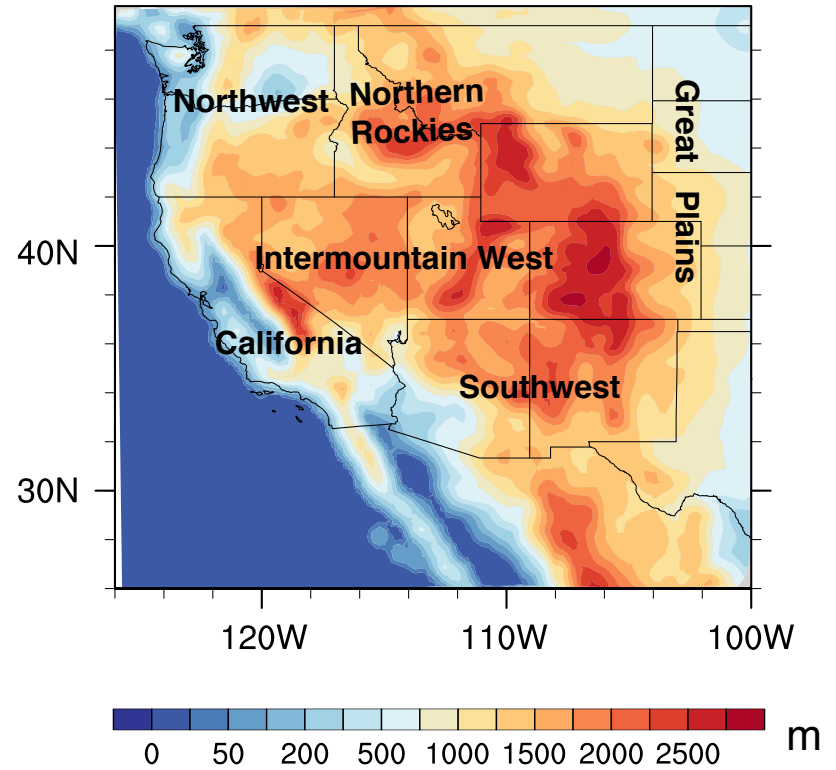 Northwest
Northern
Rockies
Great Plains
40N
Intermountain West
California
Southwest
30N
120W 110W 100W
0 50 200 500 1000 1500 2000 2500 m